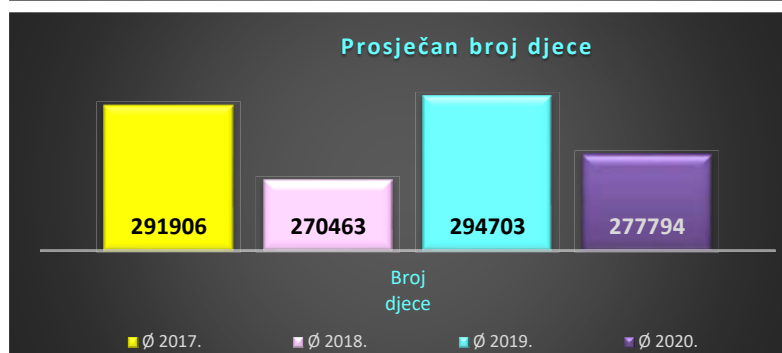 Prosječan broj djece
291906 270463 294703 277794
Broj
djece
Ø 2017. Ø 2018. Ø 2019. Ø 2020.